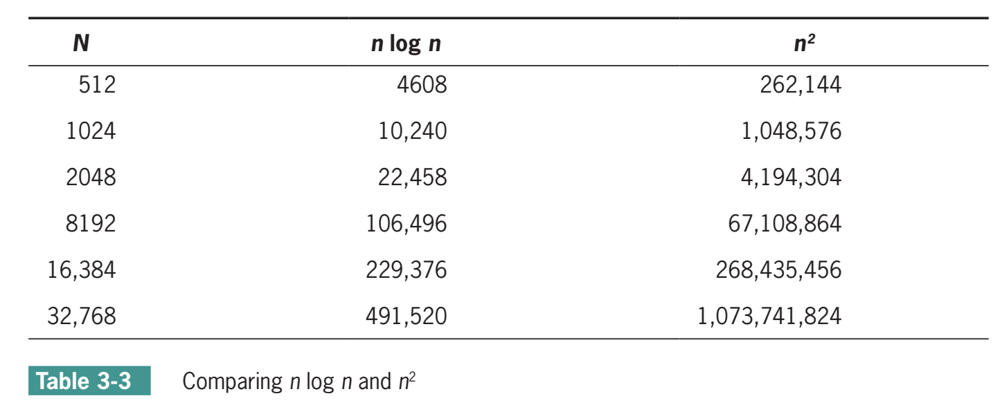 N n log n n²
512 4608 262,144
1024 10,240 1,048,576
2048 22,458 4,194,304
8192 106,496 67,108,864
16,384 229,376 268,435,456
32,768 491,520 1,073,741,824
Table 3-3 Comparing n log n and n²